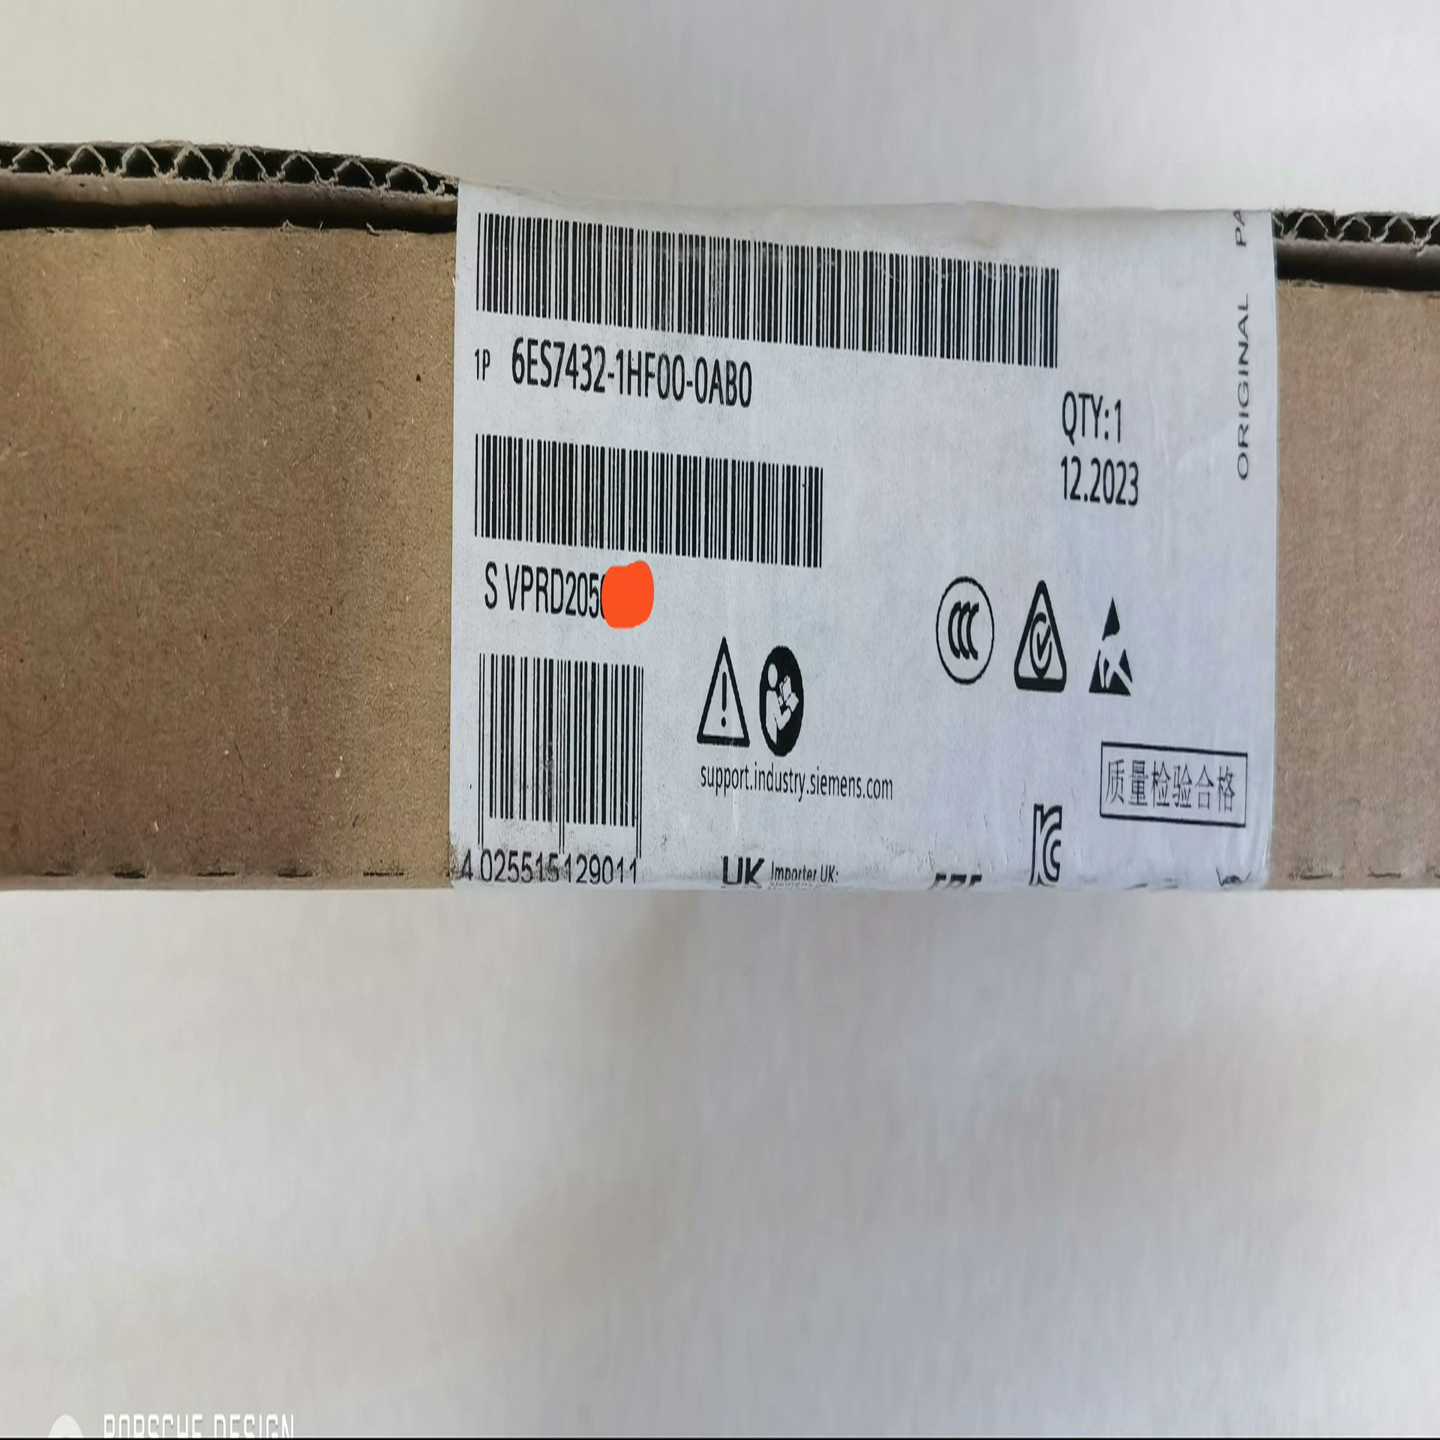 1P 6ES7432-1HF00-0AB0
QTY:1
12.2023
ORIGINAL
S VPRD205
support.industry.siemens.com
质量检验合格
4 025515 129011
UK Importer UK:
PORSCHE DESIGN